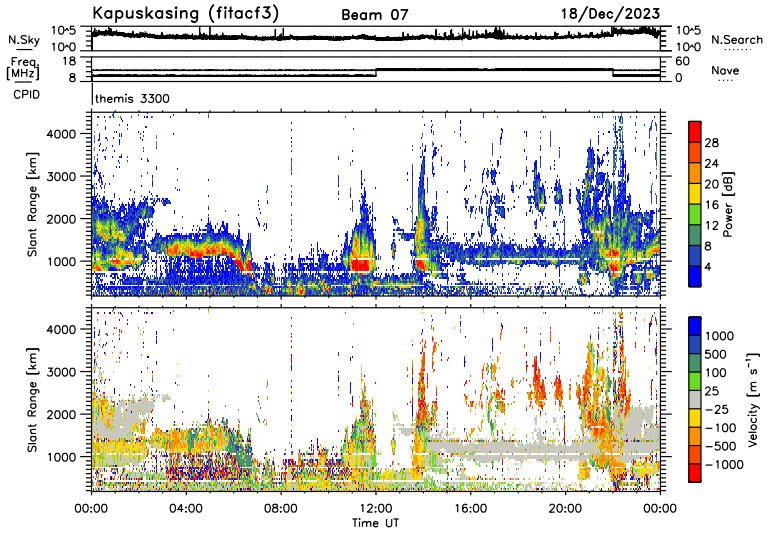 Kapuskasing (fitacf3) Beam 07 18/Dec/2023
N.Sky 10^5 10^0 10^5 10^0 N.Search
Freq. [MHz] 18 8 60 0 Nave
CPID themis 3300
Slant Range [km] 4000 3000 2000 1000
Power [dB] 28 24 20 16 12 8 4
Slant Range [km] 4000 3000 2000 1000
Velocity [m s⁻¹] 1000 500 100 25 −25 −100 −500 −1000
00:00 04:00 08:00 12:00 16:00 20:00 00:00
Time UT